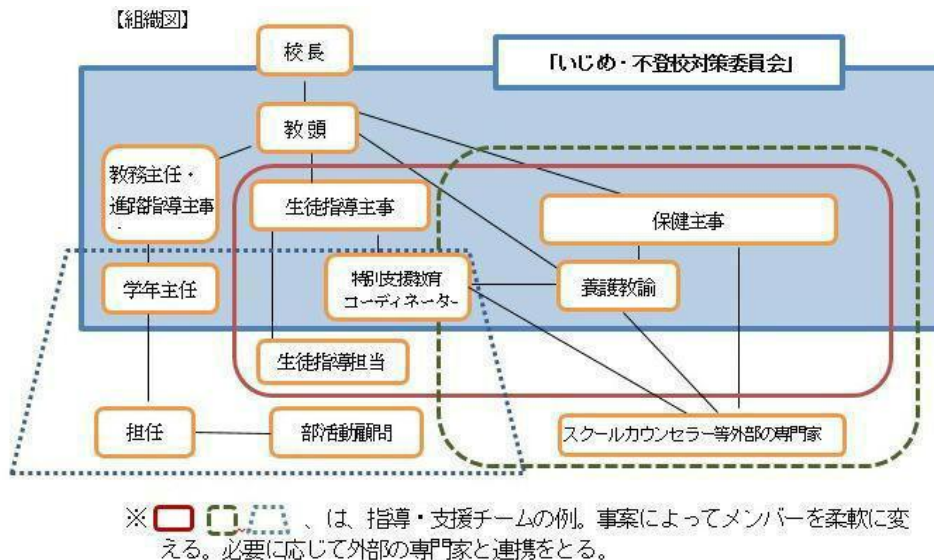 【組織図】
校長
「いじめ・不登校対策委員会」
教頭
教務主任・
進路指導主事
生徒指導主事
保健主事
学年主任
特別支援教育
コーディネーター
養護教諭
生徒指導担当
担任
部活動顧問
スクールカウンセラー等外部の専門家
※ 、は、指導・支援チームの例。事案によってメンバーを柔軟に変
える。必要に応じて外部の専門家と連携をとる。